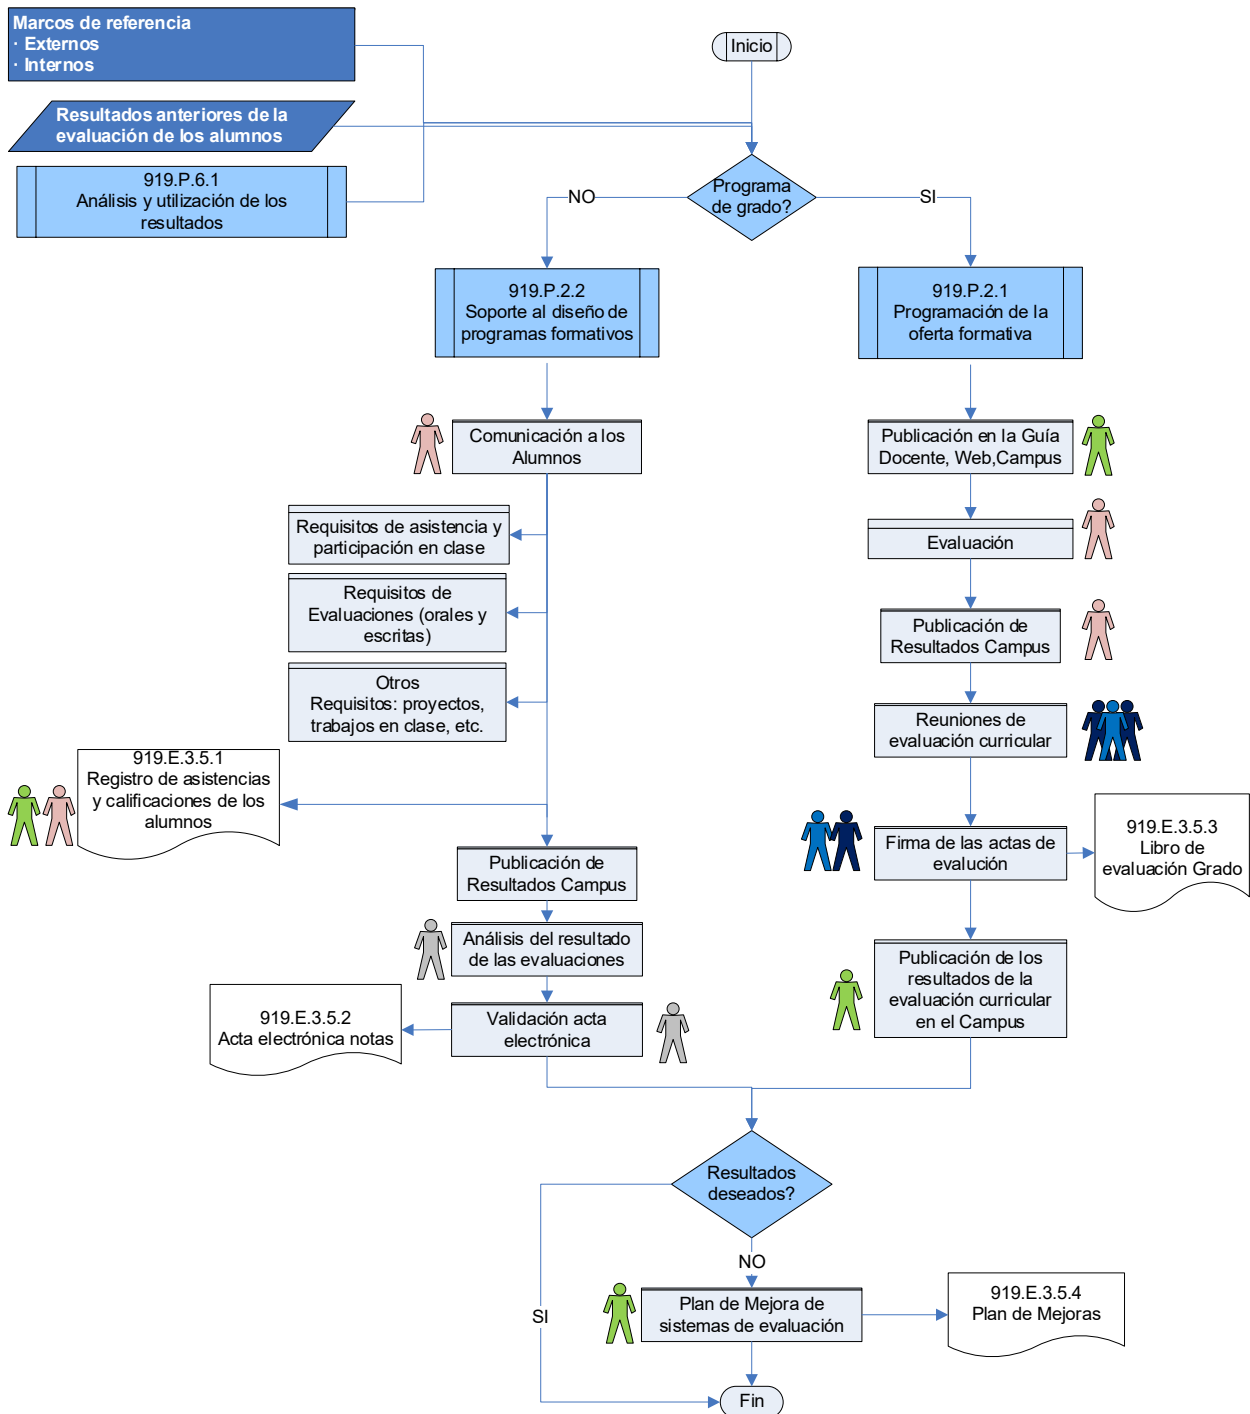 Marcos de referencia
· Externos
· Internos
Inicio
Resultados anteriores de la
evaluación de los alumnos
919.P.6.1
Análisis y utilización de los
resultados
Programa
de grado?
NO
SI
919.P.2.2
Soporte al diseño de
programas formativos
919.P.2.1
Programación de la
oferta formativa
Comunicación a los
Alumnos
Publicación en la Guía
Docente, Web,Campus
Requisitos de asistencia y
participación en clase
Evaluación
Requisitos de
Evaluaciones (orales y
escritas)
Publicación de
Resultados Campus
Otros
Requisitos: proyectos,
trabajos en clase, etc.
Reuniones de
evaluación curricular
919.E.3.5.1
Registro de asistencias
y calificaciones de los
alumnos
Firma de las actas de
evalución
919.E.3.5.3
Libro de
evaluación Grado
Publicación de
Resultados Campus
Análisis del resultado
de las evaluaciones
Publicación de los
resultados de la
evaluación curricular
en el Campus
919.E.3.5.2
Acta electrónica notas
Validación acta
electrónica
Resultados
deseados?
NO
SI
Plan de Mejora de
sistemas de evaluación
919.E.3.5.4
Plan de Mejoras
Fin